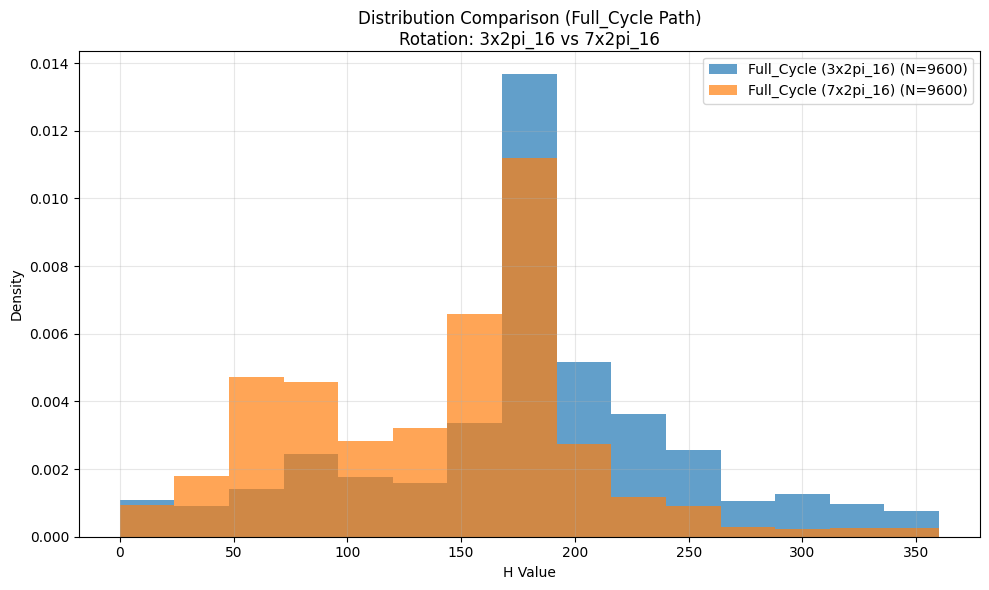 Distribution Comparison (Full_Cycle Path)
Rotation: 3x2pi_16 vs 7x2pi_16
Full_Cycle (3x2pi_16) (N=9600)
Full_Cycle (7x2pi_16) (N=9600)
Density
0.014
0.012
0.010
0.008
0.006
0.004
0.002
0.000
0 50 100 150 200 250 300 350
H Value